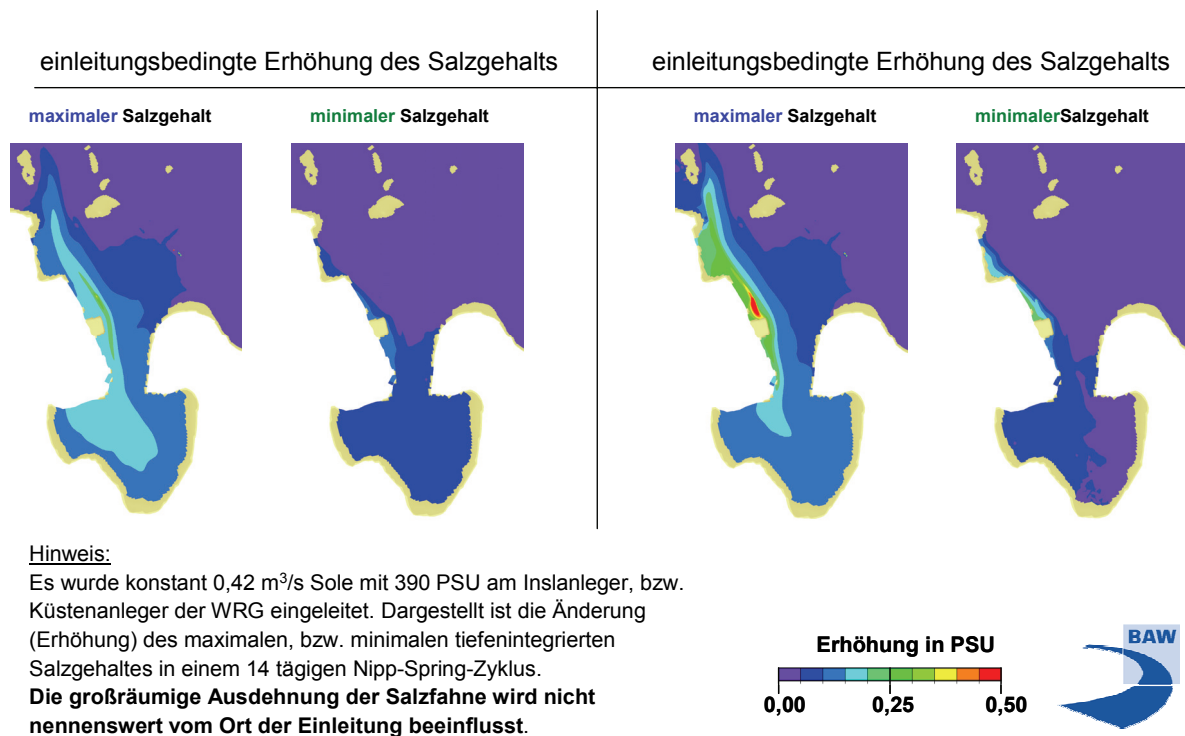 einleitungsbedingte Erhöhung des Salzgehalts
maximaler Salzgehalt
minimaler Salzgehalt
einleitungsbedingte Erhöhung des Salzgehalts
maximaler Salzgehalt
minimalerSalzgehalt
Hinweis:
Es wurde konstant 0,42 m³/s Sole mit 390 PSU am Inslanleger, bzw.
Küstenanleger der WRG eingeleitet. Dargestellt ist die Änderung
(Erhöhung) des maximalen, bzw. minimalen tiefenintegrierten
Salzgehaltes in einem 14 tägigen Nipp-Spring-Zyklus.
Die großräumige Ausdehnung der Salzfahne wird nicht
nennenswert vom Ort der Einleitung beeinflusst.
Erhöhung in PSU
0,00 0,25 0,50
BAW